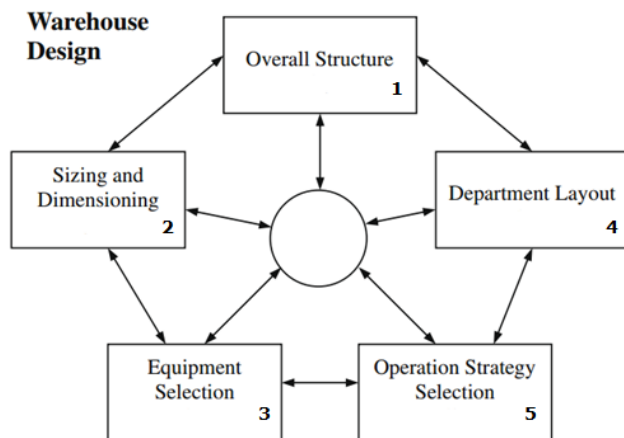 Warehouse
Design
Overall Structure
1
Sizing and
Dimensioning
2
Department Layout
4
Equipment
Selection
3
Operation Strategy
Selection
5